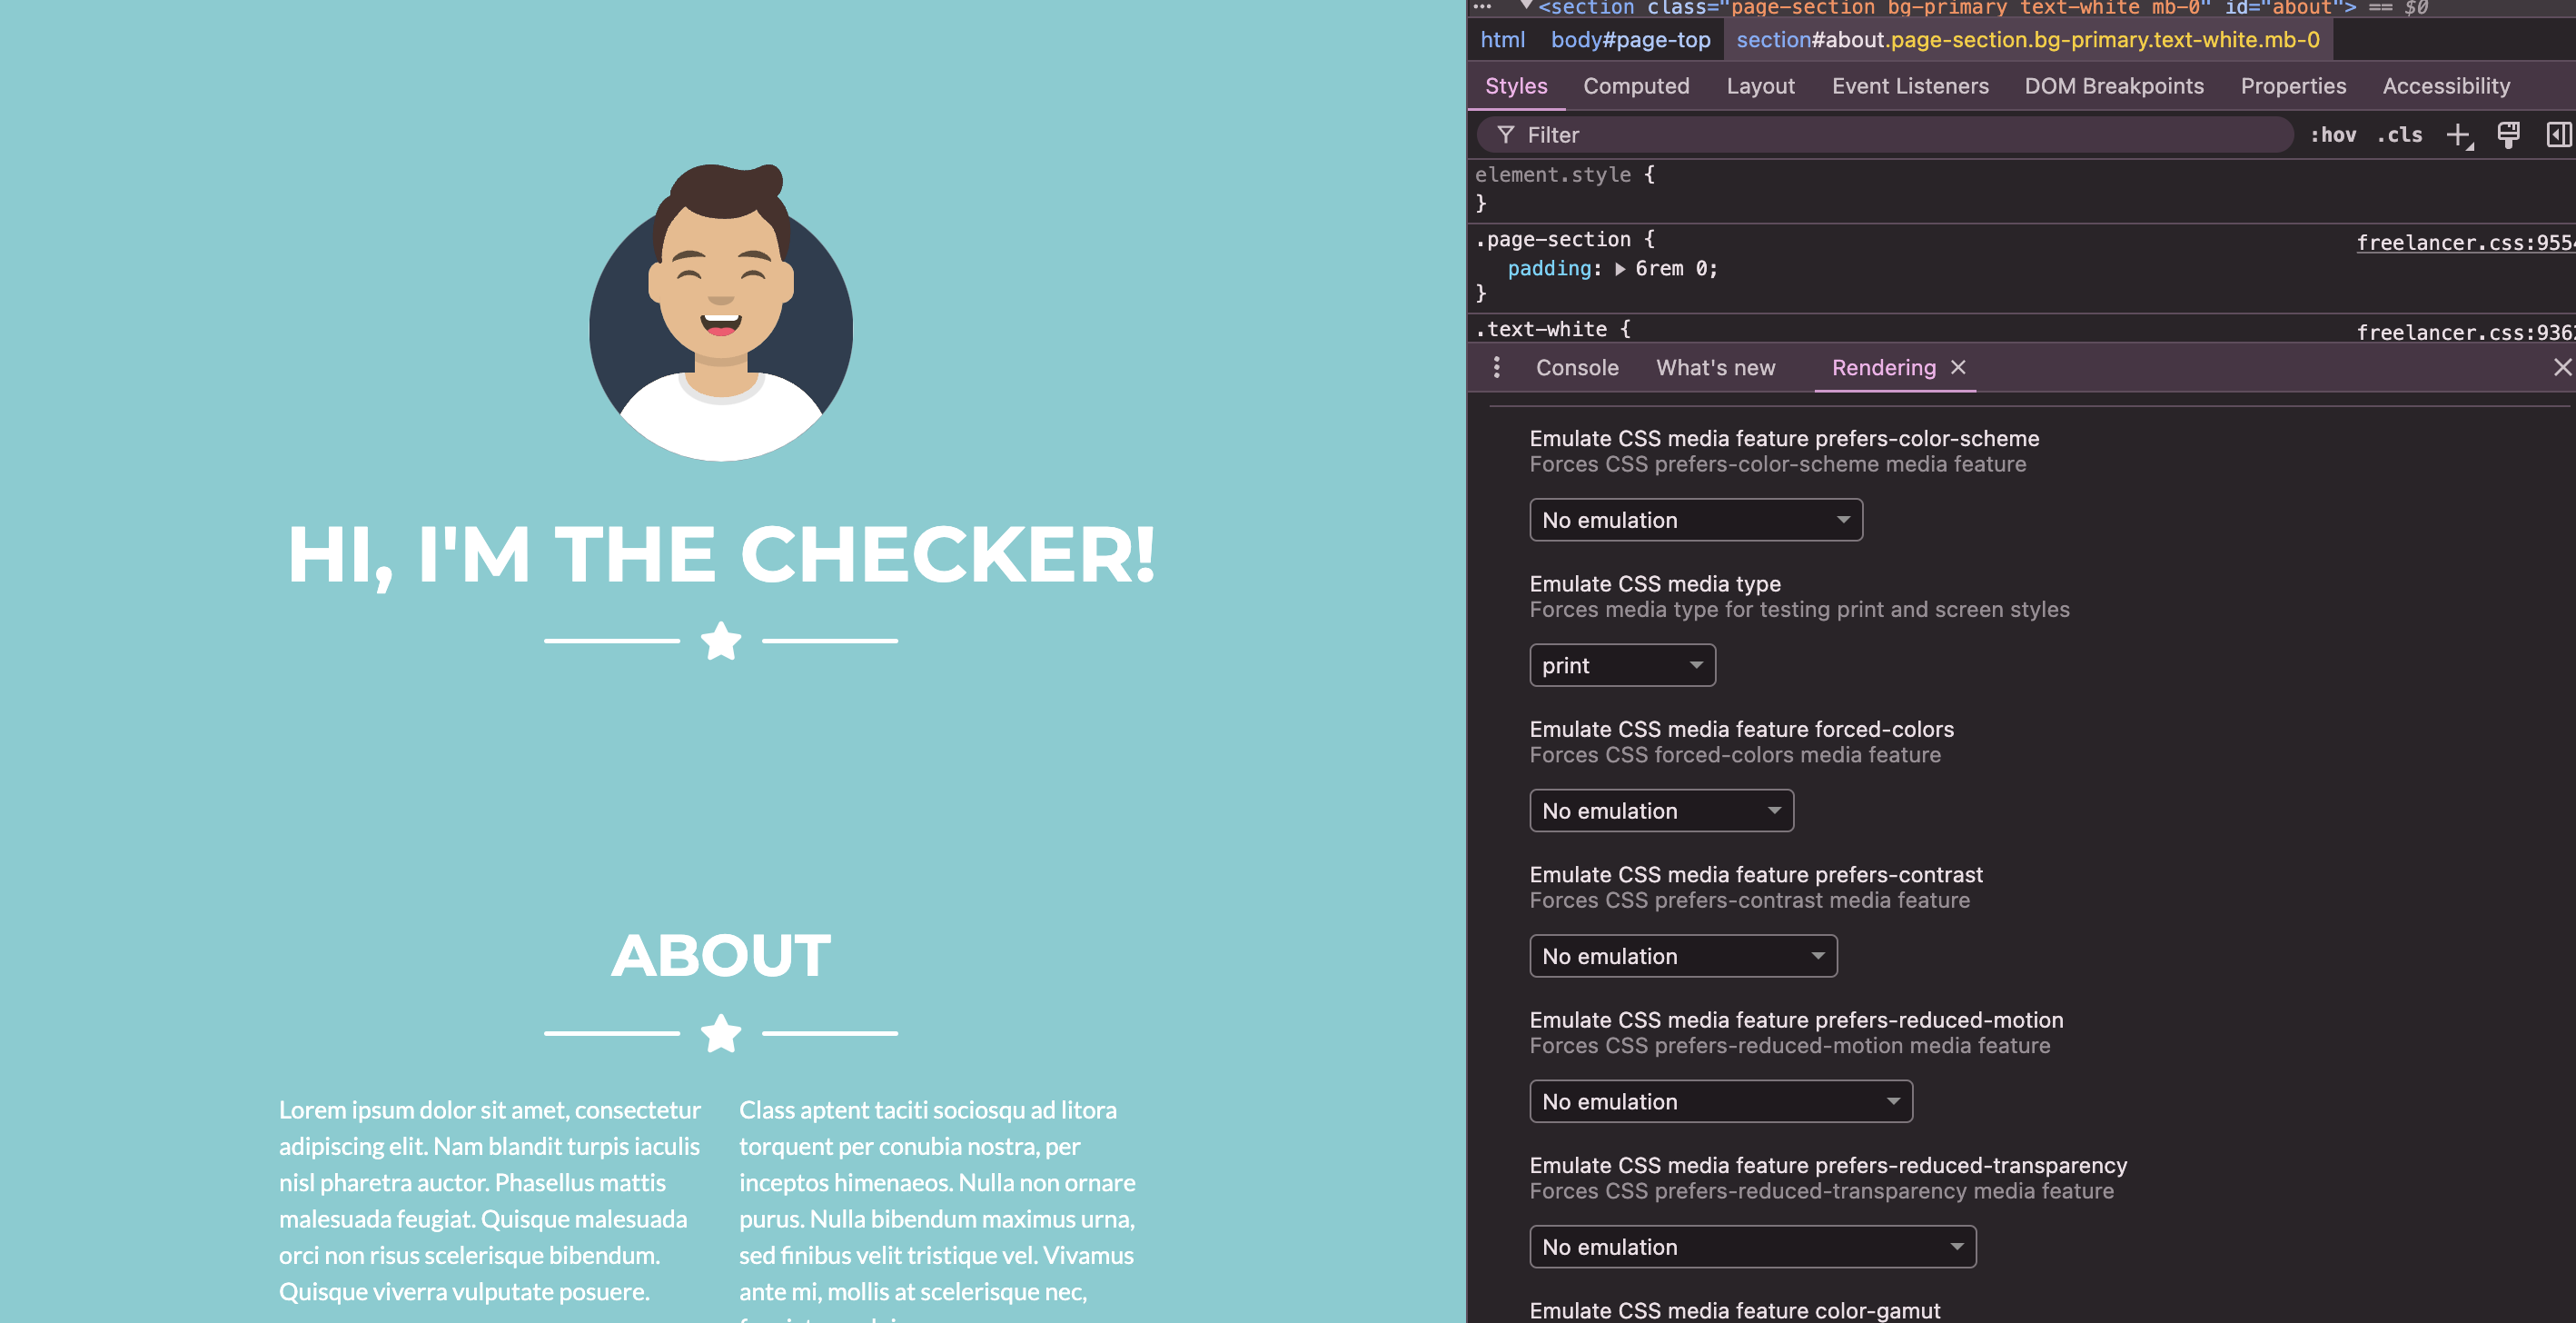 HI, I'M THE CHECKER!
ABOUT
Lorem ipsum dolor sit amet, consectetur
adipiscing elit. Nam blandit turpis iaculis
nisl pharetra auctor. Phasellus mattis
malesuada feugiat. Quisque malesuada
orci non risus scelerisque bibendum.
Quisque viverra vulputate posuere.
Class aptent taciti sociosqu ad litora
torquent per conubia nostra, per
inceptos himenaeos. Nulla non ornare
purus. Nulla bibendum maximus urna,
sed finibus velit tristique vel. Vivamus
ante mi, mollis at scelerisque nec,
<section class="page-section bg-primary text-white mb-0" id="about"> == $0
html body#page-top section#about.page-section.bg-primary.text-white.mb-0
Styles Computed Layout Event Listeners DOM Breakpoints Properties Accessibility
Filter :hov .cls
element.style {
}
.page-section { freelancer.css:955
padding: 6rem 0;
}
.text-white { freelancer.css:936
Console What's new Rendering
Emulate CSS media feature prefers-color-scheme
Forces CSS prefers-color-scheme media feature
No emulation
Emulate CSS media type
Forces media type for testing print and screen styles
print
Emulate CSS media feature forced-colors
Forces CSS forced-colors media feature
No emulation
Emulate CSS media feature prefers-contrast
Forces CSS prefers-contrast media feature
No emulation
Emulate CSS media feature prefers-reduced-motion
Forces CSS prefers-reduced-motion media feature
No emulation
Emulate CSS media feature prefers-reduced-transparency
Forces CSS prefers-reduced-transparency media feature
No emulation
Emulate CSS media feature color-gamut